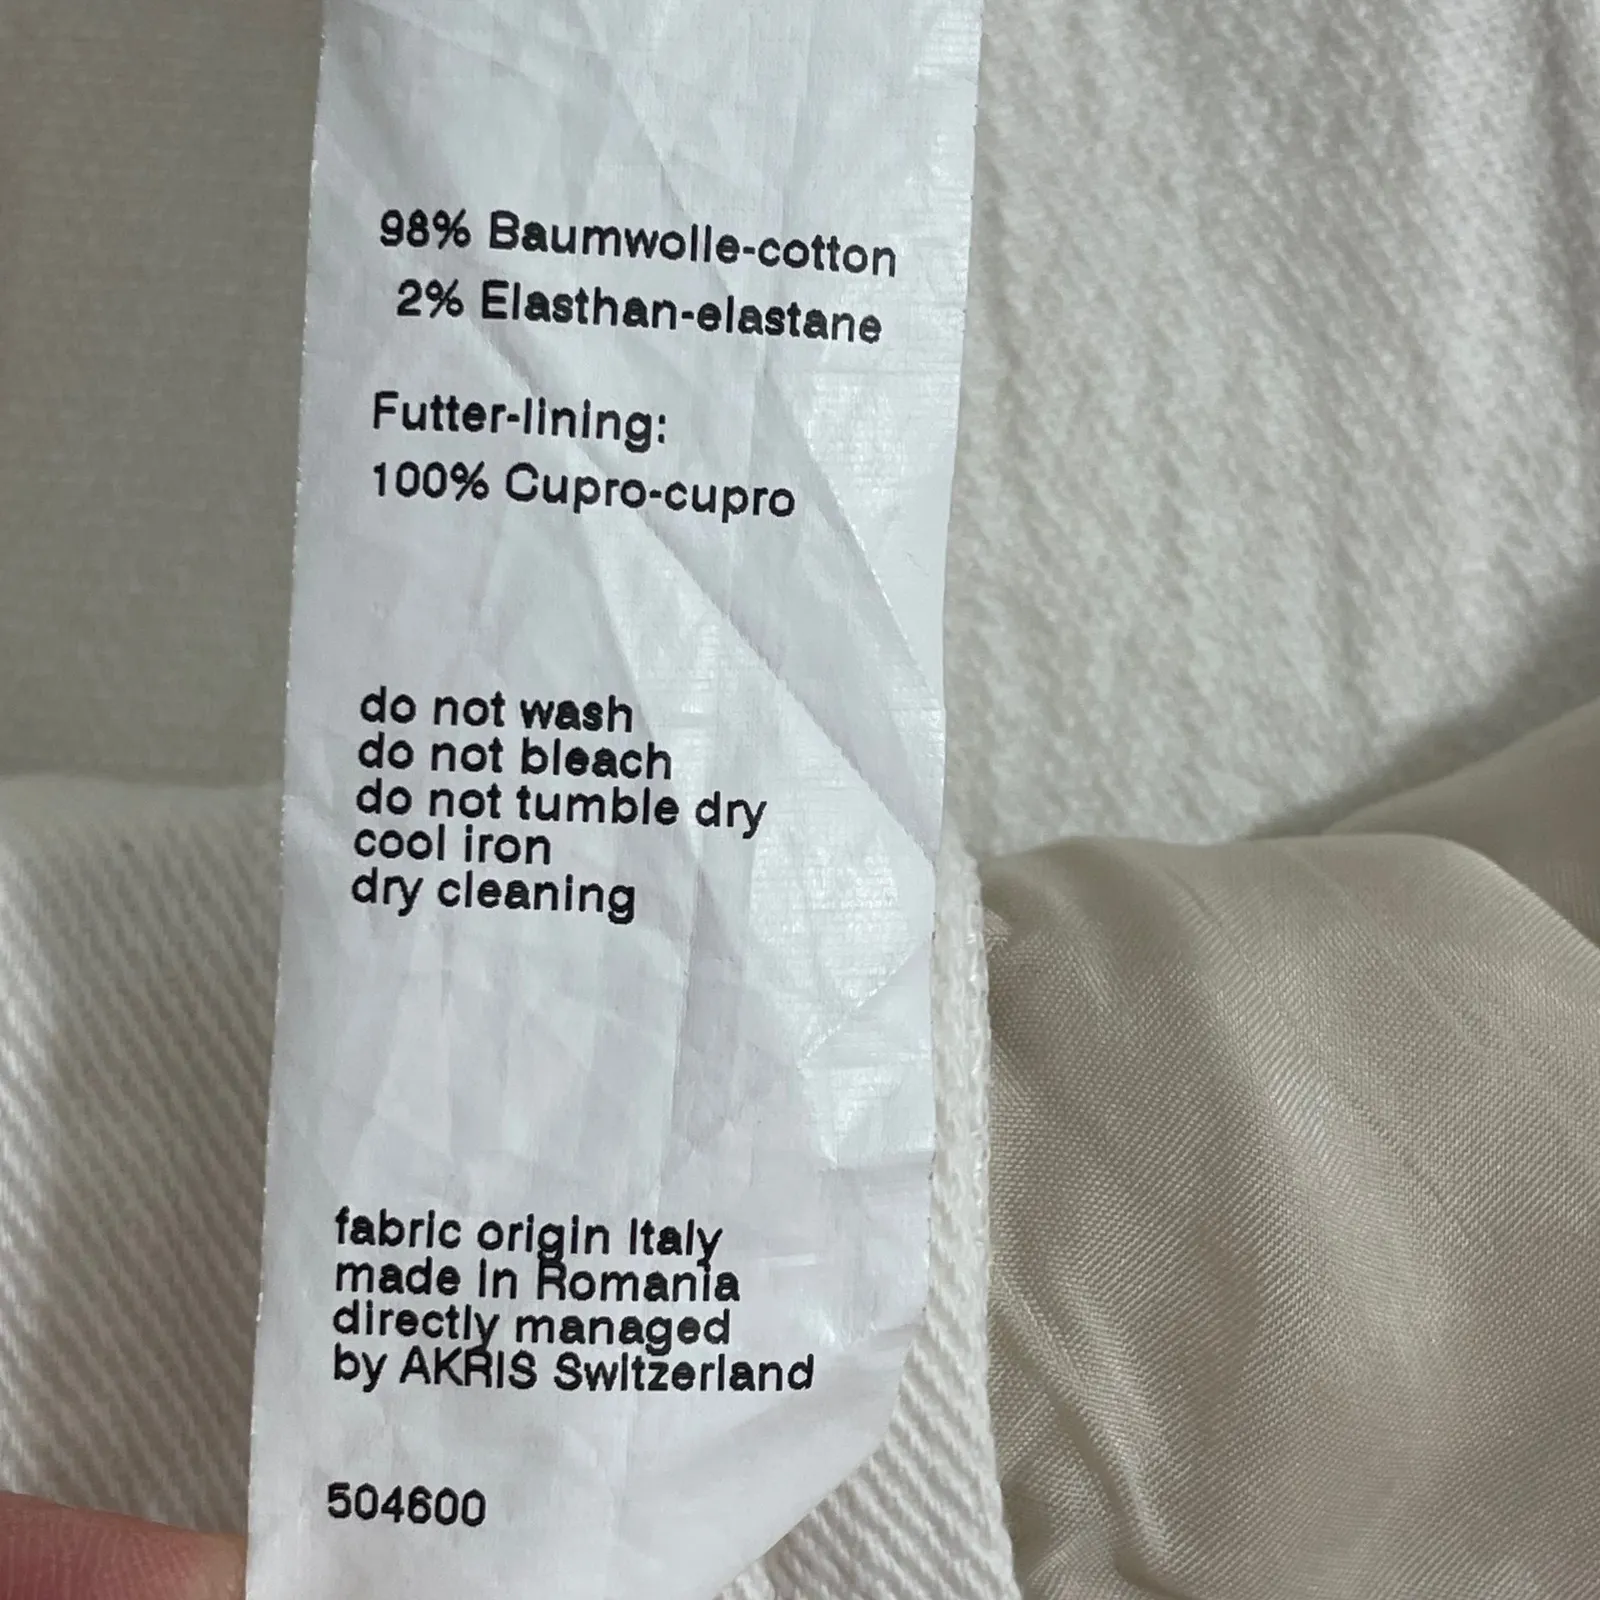 98% Baumwolle-cotton
2% Elasthan-elastane
Futter-lining:
100% Cupro-cupro
do not wash
do not bleach
do not tumble dry
cool iron
dry cleaning
fabric origin Italy
made in Romania
directly managed
by AKRIS Switzerland
504600